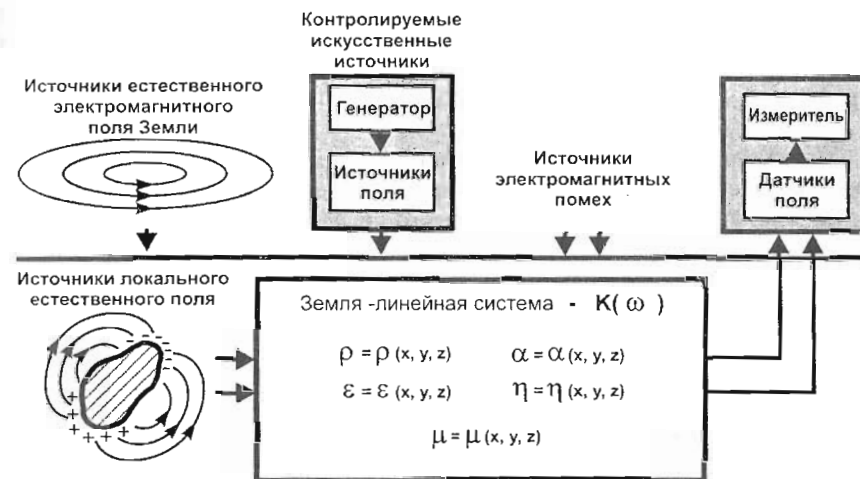 Контролируемые
искусственные
источники
Источники естественного
электромагнитного
поля Земли
Генератор
Источники
поля
Источники
электромагнитных
помех
Измеритель
Датчики
поля
Источники локального
естественного поля
Земля -линейная система - K( ω )
ρ = ρ (x, y, z)
α = α (x, y, z)
ε = ε (x, y, z)
η = η (x, y, z)
μ = μ (x, y, z)